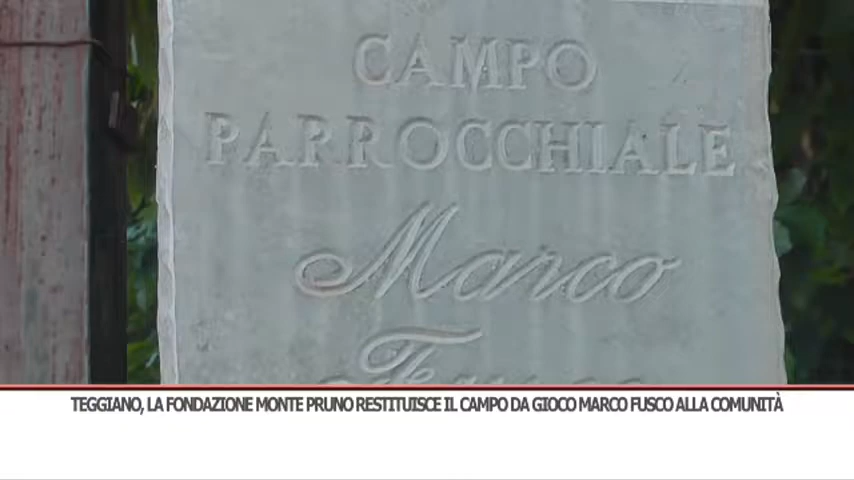 CAMPO
PARROCCHIALE
Marco
TEGGIANO, LA FONDAZIONE MONTE PRUNO RESTITUISCE IL CAMPO DA GIOCO MARCO FUSCO ALLA COMUNITÀ